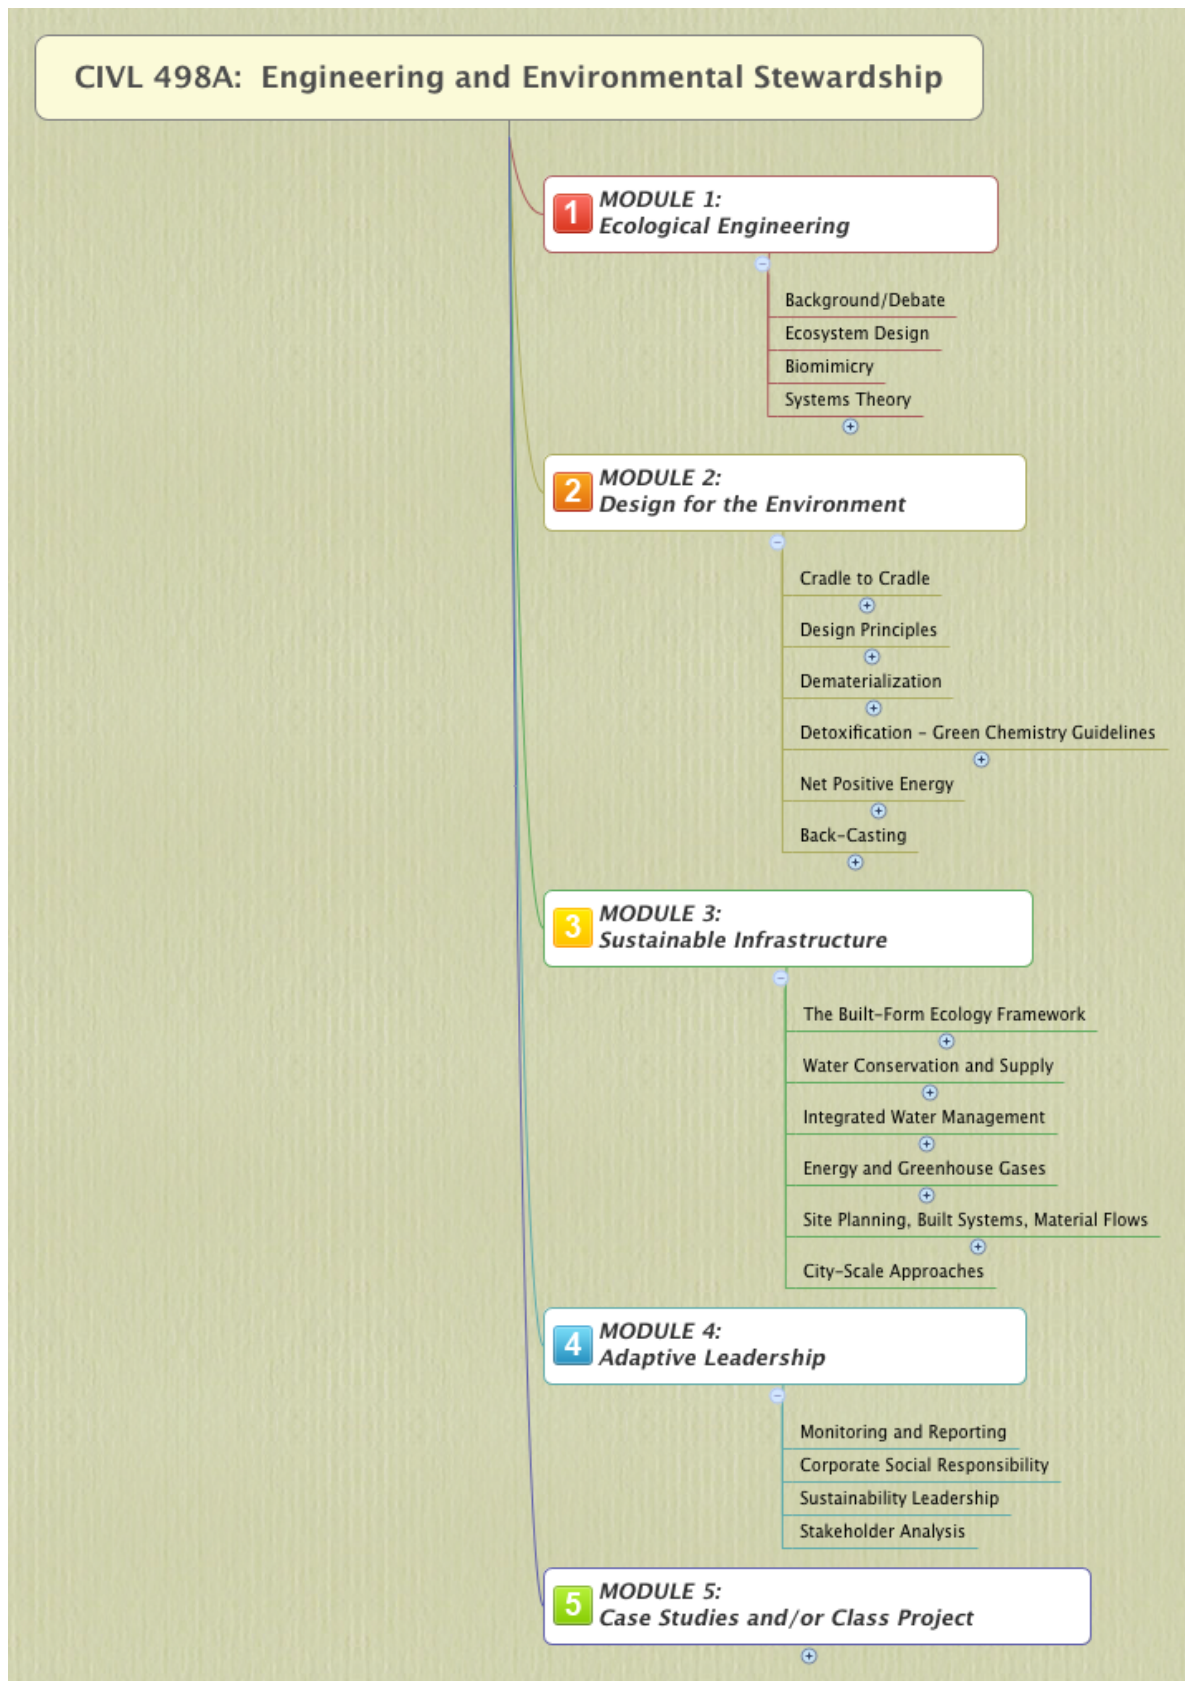 CIVL 498A:  Engineering and Environmental Stewardship
1
MODULE 1:
Ecological Engineering
Background/Debate
Ecosystem Design
Biomimicry
Systems Theory
2
MODULE 2:
Design for the Environment
Cradle to Cradle
Design Principles
Dematerialization
Detoxification – Green Chemistry Guidelines
Net Positive Energy
Back–Casting
3
MODULE 3:
Sustainable Infrastructure
The Built–Form Ecology Framework
Water Conservation and Supply
Integrated Water Management
Energy and Greenhouse Gases
Site Planning, Built Systems, Material Flows
City–Scale Approaches
4
MODULE 4:
Adaptive Leadership
Monitoring and Reporting
Corporate Social Responsibility
Sustainability Leadership
Stakeholder Analysis
5
MODULE 5:
Case Studies and/or Class Project